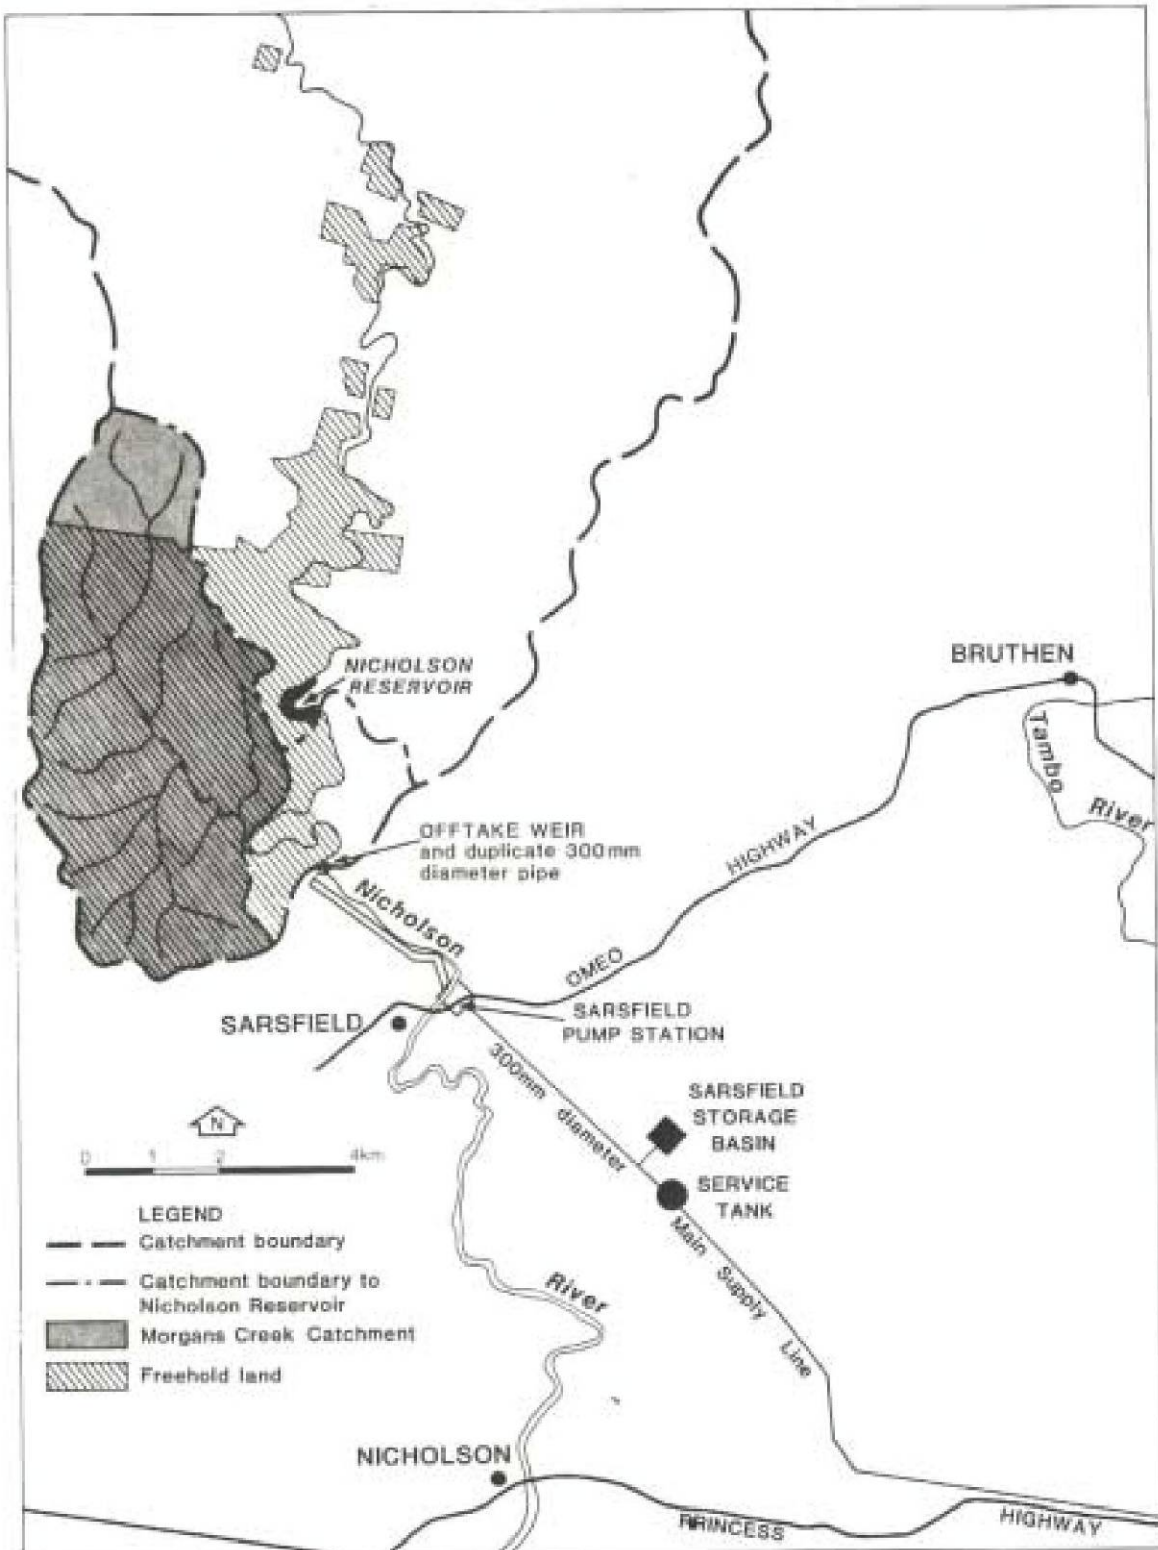 NICHOLSON
RESERVOIR
BRUTHEN
Tambo
River
OFFTAKE WEIR
and duplicate 300mm
diameter pipe
HIGHWAY
Nicholson
OMEO
SARSFIELD
SARSFIELD
PUMP STATION
300mm diameter
SARSFIELD
STORAGE
BASIN
N
0 1 2 4km
SERVICE
TANK
LEGEND
Catchment boundary
Main Supply Line
Catchment boundary to
Nicholson Reservoir
River
Morgans Creek Catchment
Freehold land
NICHOLSON
PRINCESS
HIGHWAY